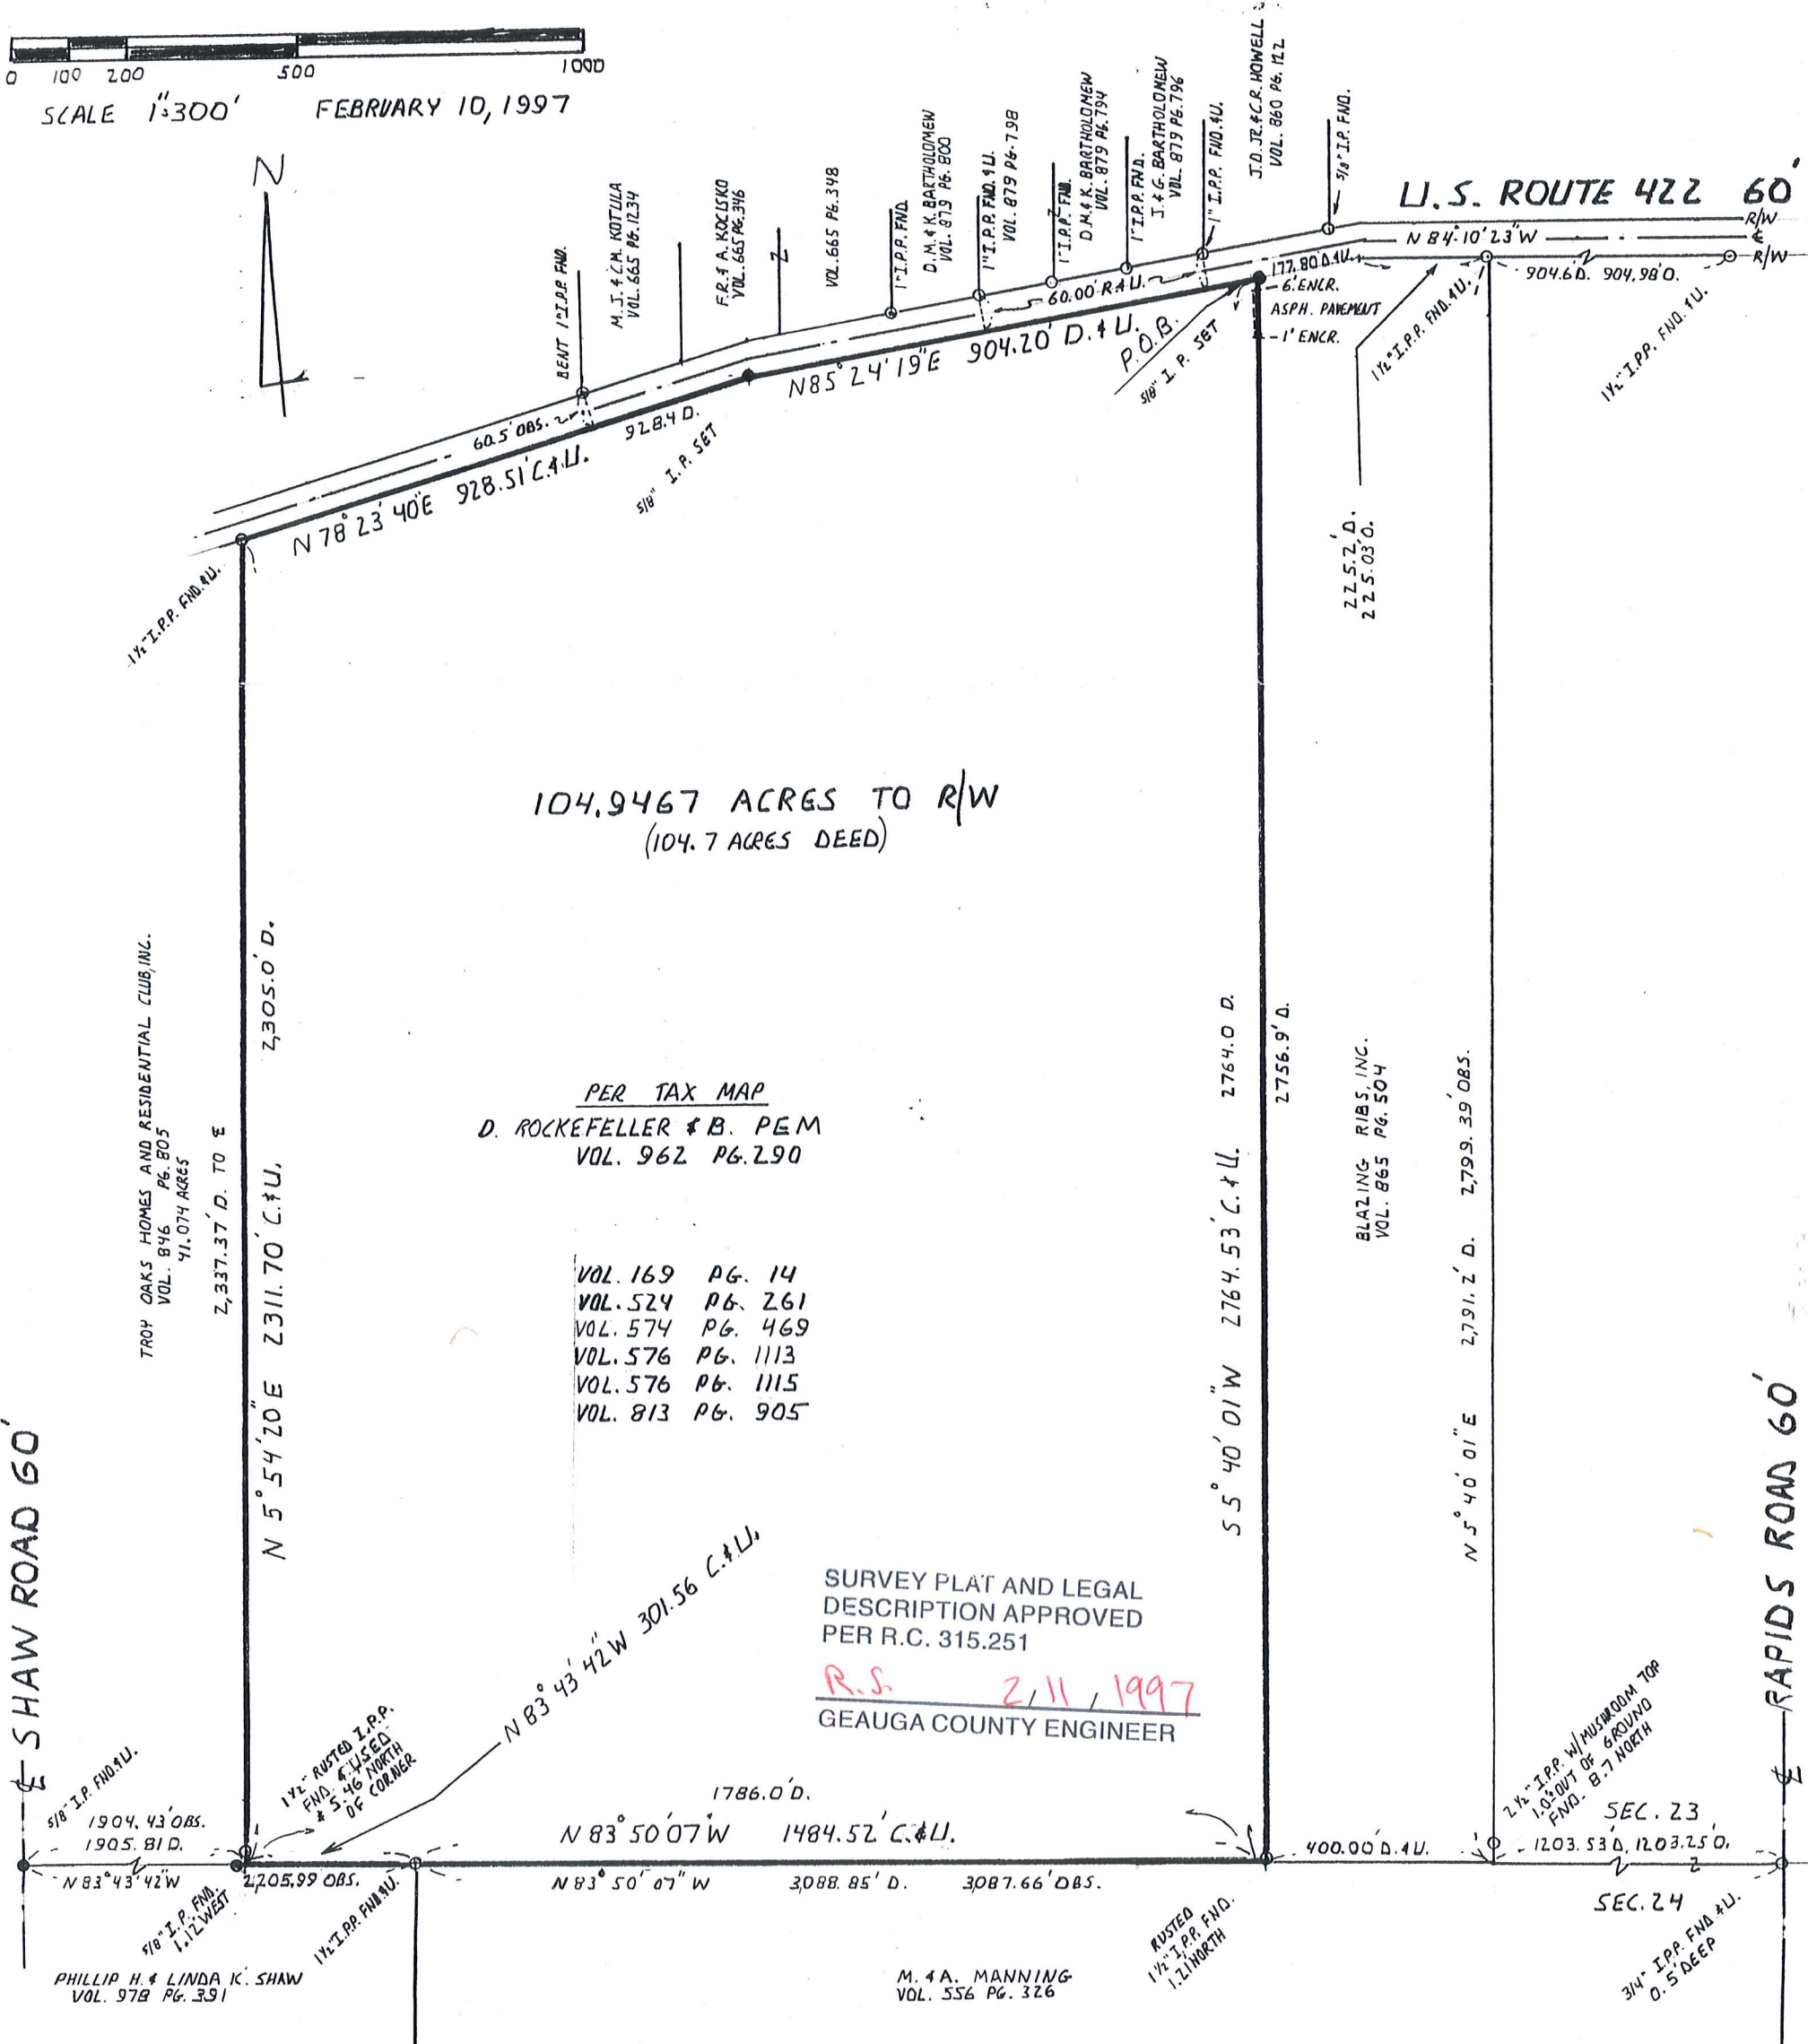 0 100 200 500 1000
SCALE 1"=300' FEBRUARY 10, 1997
N
BENT 1" I.P.P. FND.
M.J. & C.M. KOTULA
VOL. 665 PG. 1234
F.R. & A. KOCISKO
VOL. 665 PG. 346
VOL. 665 PG. 348
1" I.P.P. FND.
D.M. & K. BARTHOLOMEW
VOL. 879 PG. 800
1" I.P.P. FND. & U.
VOL. 879 PG. 798
1" I.P.P. FND.
D.M. & K. BARTHOLOMEW
VOL. 879 PG. 794
1" I.P.P. FND.
J. & G. BARTHOLOMEW
VOL. 879 PG. 796
1" I.P.P. FND. & U.
J.D. JR. & C.R. HOWELL
VOL. 860 PG. 122
5/8" I.P. FND.
U.S. ROUTE 422 60'
R/W
N 84° 10' 23" W
R/W
904.6 D. 904.98' O.
177.80 D. & U.
6' ENCR.
ASPH. PAVEMENT
1' ENCR.
1½" I.P.P. FND. & U.
1½" I.P.P. FND. & U.
225.2' D.
225.03' O.
60.00' R & U.
N 85° 24' 19" E 904.20' D. & U.
P.O.B.
5/8" I.P. SET
60.5' OBS.
928.4 D.
N 78° 23' 40" E 928.51' C. & U.
5/8" I.P. SET
1½" I.P.P. FND. & U.
104.9467 ACRES TO R/W
(104.7 ACRES DEED)
TROY OAKS HOMES AND RESIDENTIAL CLUB, INC.
VOL. 846 PG. 805
41.074 ACRES
2,337.37' D. TO ℄
N 5° 54' 20" E 2311.70' C. & U. 2,305.0' D.
PER TAX MAP
D. ROCKEFELLER & B. PEM
VOL. 962 PG. 290
VOL. 169 PG. 14
VOL. 524 PG. 261
VOL. 574 PG. 469
VOL. 576 PG. 1113
VOL. 576 PG. 1115
VOL. 813 PG. 905
S 5° 40' 01" W 2764.53' C. & U. 2764.0 D.
2756.9' D.
BLAZING RIBS, INC.
VOL. 865 PG. 504
N 5° 40' 01" E 2,791.2' D. 2,799.39' OBS.
℄ SHAW ROAD 60'
℄ RAPIDS ROAD 60'
N 83° 43' 42" W 301.56 C. & U.
SURVEY PLAT AND LEGAL
DESCRIPTION APPROVED
PER R.C. 315.251
R.S. 2/11/1997
GEAUGA COUNTY ENGINEER
5/8" I.P. FND. & U.
1904.43' OBS.
1905.81 D.
N 83° 43' 42" W
2,205.99 OBS.
1½" RUSTED I.P.P.
FND. & USED
& 5.46 NORTH
OF CORNER
5/8" I.P. FND.
1.12 WEST
1½" I.P.P. FND. & U.
1786.0' D.
N 83° 50' 07" W 1484.52' C. & U.
N 83° 50' 07" W 3,088.85' D. 3,087.66' OBS.
RUSTED
1½" I.P.P. FND.
1.21 NORTH
400.00' D. & U.
2½" I.P.P. W/MUSHROOM TOP
1.0'± OUT OF GROUND
FND. 8.7 NORTH
SEC. 23
1203.53 D. 1203.25' O.
SEC. 24
3/4" I.P.P. FND. & U.
0.5' DEEP
PHILLIP H. & LINDA K. SHAW
VOL. 978 PG. 391
M. & A. MANNING
VOL. 556 PG. 326